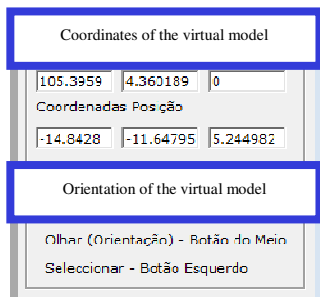 Coordinates of the virtual model
105.3959 4.360189 0
Coordenadas Posição
-14.8428 -11.64795 5.244982
Orientation of the virtual model
Olhar (Orientação) - Botão do Meio
Seleccionar - Botão Esquerdo